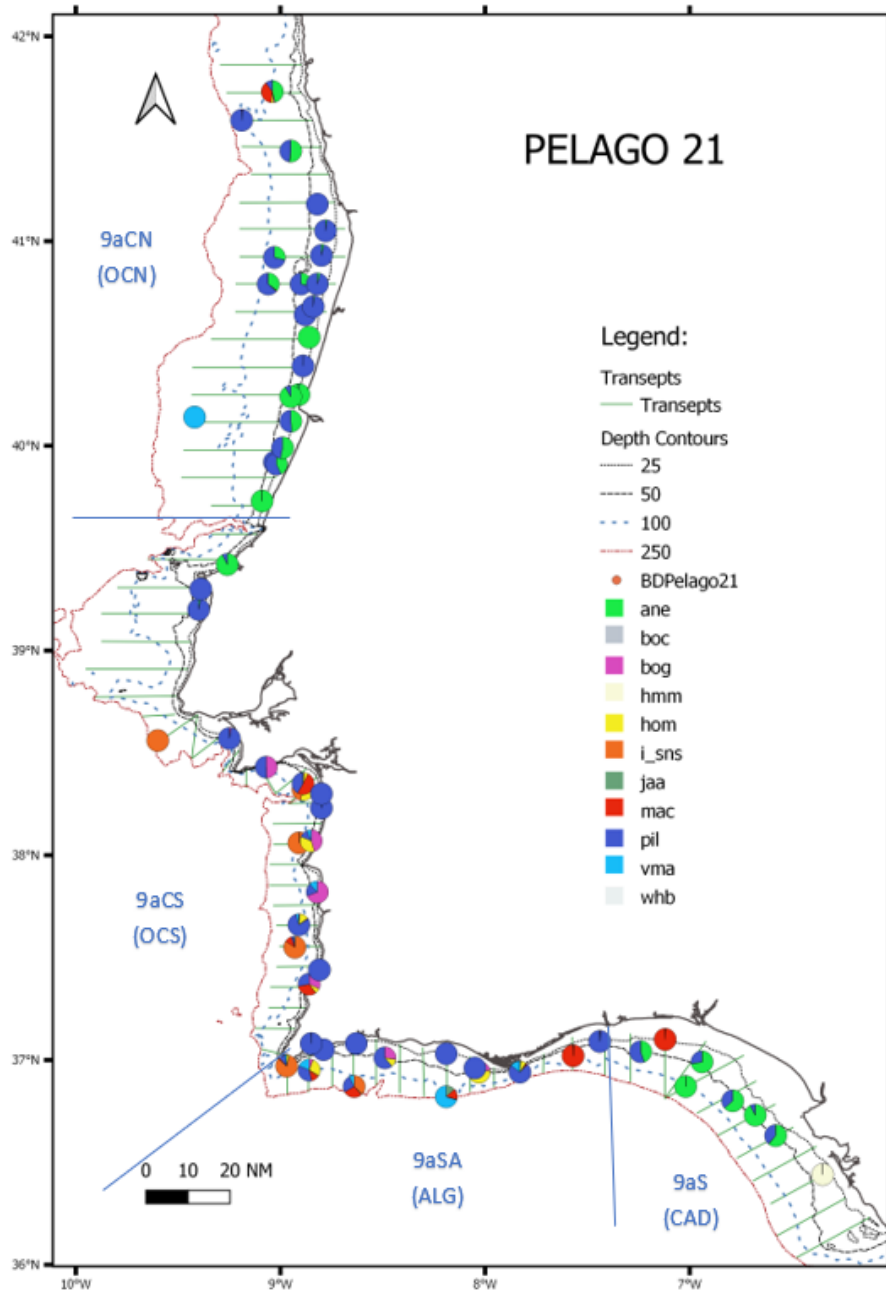 42°N
PELAGO 21
41°N
9aCN
(OCN)
Legend:
Transepts
Transepts
Depth Contours
25
50
100
250
BDPelago21
ane
boc
bog
hmm
hom
i_sns
jaa
mac
pil
vma
whb
40°N
39°N
38°N
9aCS
(OCS)
37°N
0 10 20 NM
9aSA
(ALG)
9aS
(CAD)
36°N
10°W 9°W 8°W 7°W